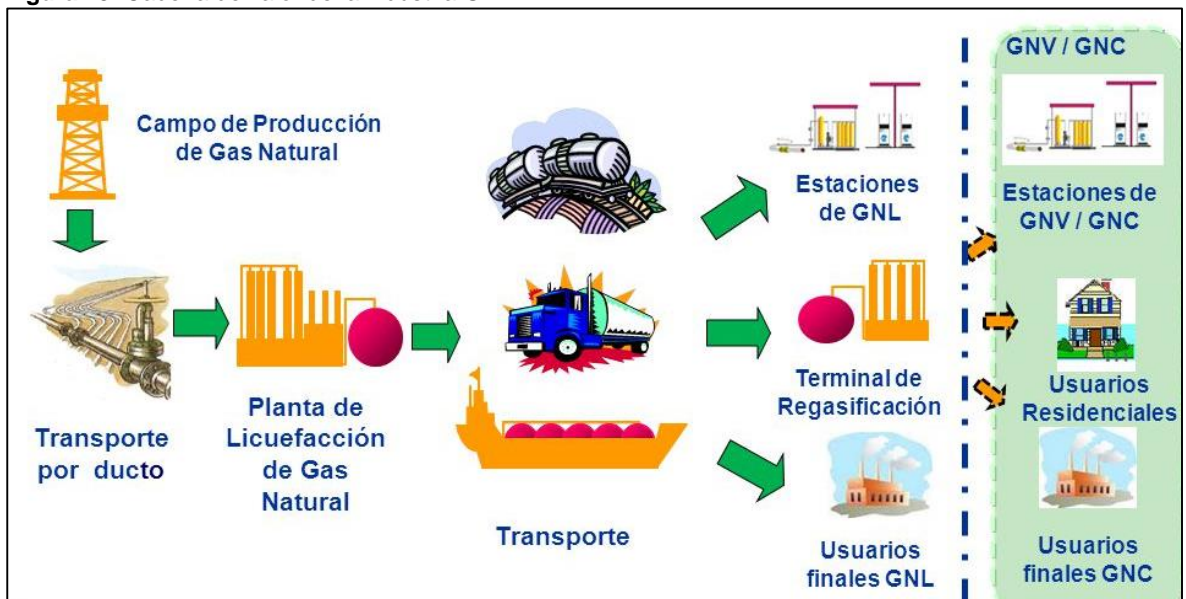 Campo de Producción
de Gas Natural
Transporte
por ducto
Planta de
Licuefacción
de Gas
Natural
Transporte
Estaciones
de GNL
Terminal de
Regasificación
Usuarios
finales GNL
GNV / GNC
Estaciones de
GNV / GNC
Usuarios
Residenciales
Usuarios
finales GNC